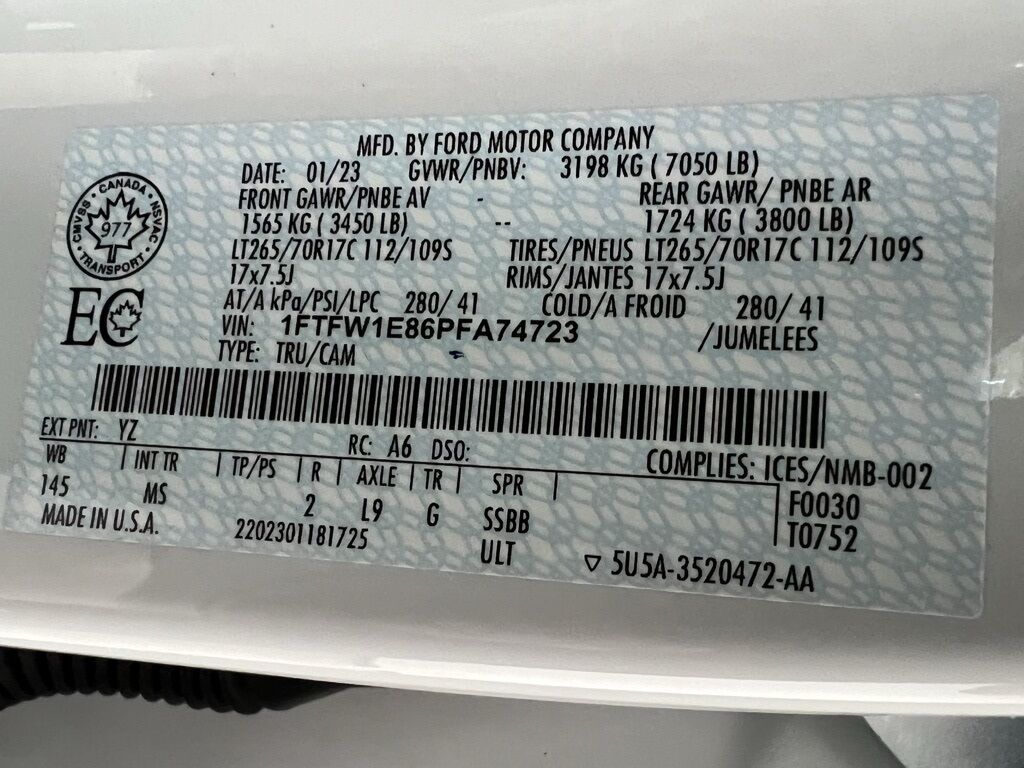 MFD. BY FORD MOTOR COMPANY
DATE: 01/23 GVWR/PNBV: 3198 KG ( 7050 LB)
FRONT GAWR/PNBE AV - REAR GAWR/ PNBE AR
1565 KG ( 3450 LB) -- 1724 KG ( 3800 LB)
LT265/70R17C 112/109S TIRES/PNEUS LT265/70R17C 112/109S
17x7.5J RIMS/JANTES 17x7.5J
AT/A kPa/PSI/LPC 280/ 41 COLD/A FROID 280/ 41
VIN: 1FTFW1E86PFA74723 /JUMELEES
TYPE: TRU/CAM
CMVSS · CANADA · NSVAC · TRANSPORT ·
977
EC
EXT PNT: YZ RC: A6 DSO:
COMPLIES: ICES/NMB-002
WB | INT TR | TP/PS | R | AXLE | TR | SPR |
145 MS 2 L9 G SSBB F0030
MADE IN U.S.A. 2202301181725 ULT T0752
▽ 5U5A-3520472-AA